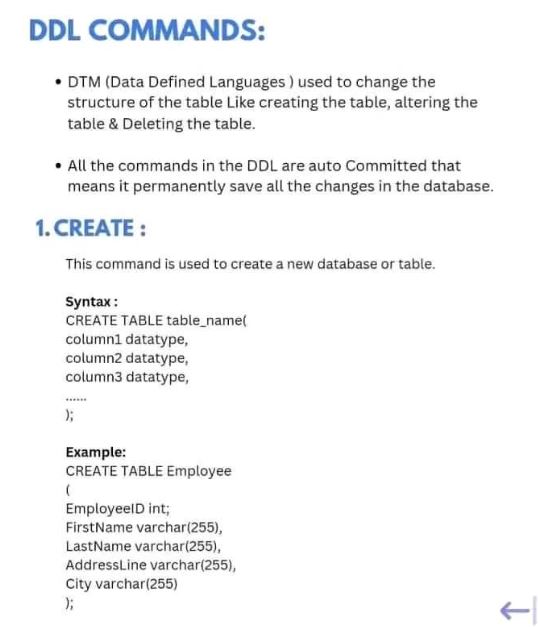 DDL COMMANDS:
• DTM (Data Defined Languages ) used to change the
structure of the table Like creating the table, altering the
table & Deleting the table.
• All the commands in the DDL are auto Committed that
means it permanently save all the changes in the database.
1. CREATE :
This command is used to create a new database or table.
Syntax :
CREATE TABLE table_name(
column1 datatype,
column2 datatype,
column3 datatype,
......
);
Example:
CREATE TABLE Employee
(
EmployeeID int;
FirstName varchar(255),
LastName varchar(255),
AddressLine varchar(255),
City varchar(255)
);